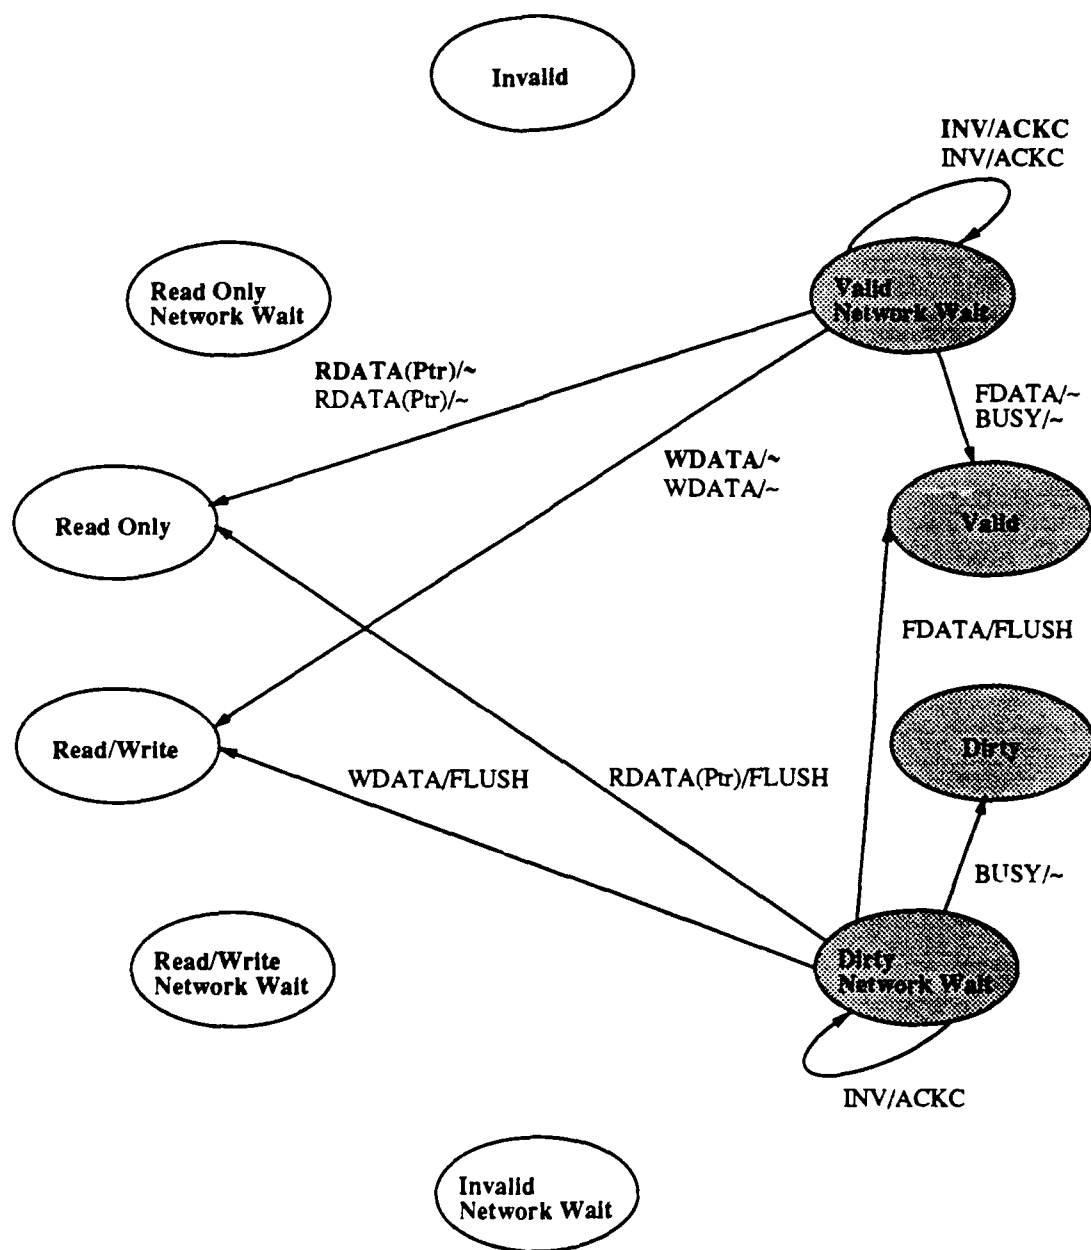 Invalid
INV/ACKC
INV/ACKC
Read Only
Network Wait
Valid
Network Wait
RDATA(Ptr)/~
RDATA(Ptr)/~
FDATA/~
BUSY/~
WDATA/~
WDATA/~
Read Only
Valid
FDATA/FLUSH
Read/Write
Dirty
WDATA/FLUSH
RDATA(Ptr)/FLUSH
BUSY/~
Read/Write
Network Wait
Dirty
Network Wait
INV/ACKC
Invalid
Network Wait